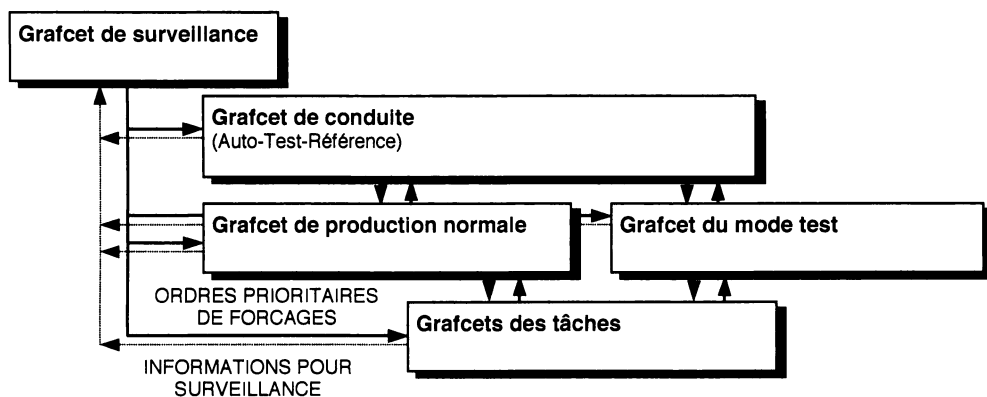 Grafcet de surveillance
Grafcet de conduite
(Auto-Test-Référence)
Grafcet de production normale
Grafcet du mode test
ORDRES PRIORITAIRES
DE FORCAGES
Grafcets des tâches
INFORMATIONS POUR
SURVEILLANCE